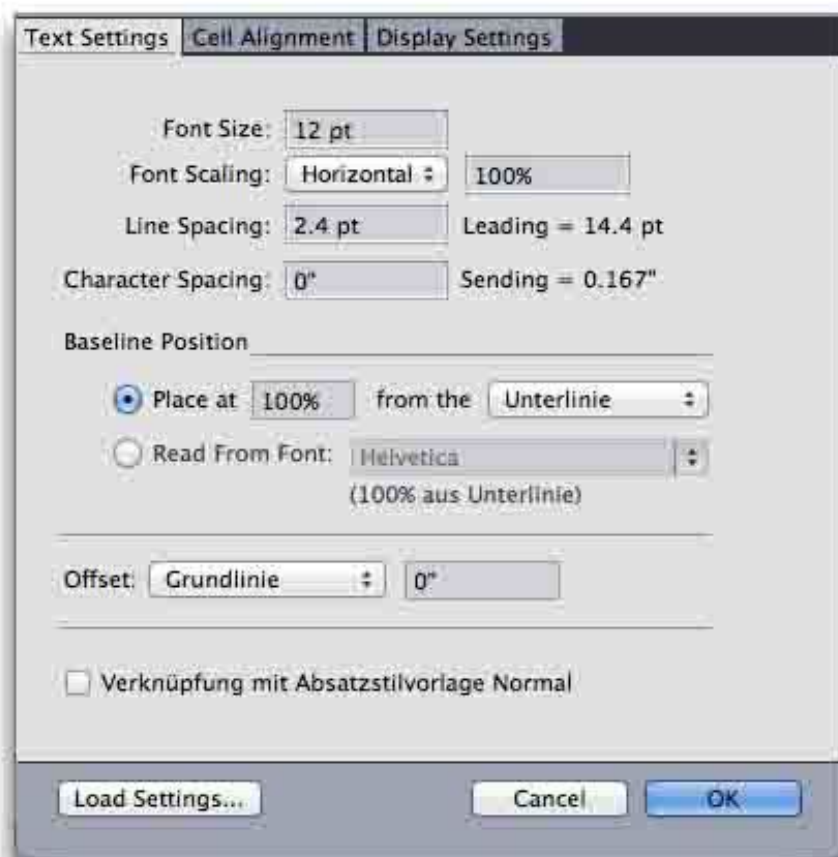 Text Settings Cell Alignment Display Settings
Font Size: 12 pt
Font Scaling: Horizontal 100%
Line Spacing: 2.4 pt Leading = 14.4 pt
Character Spacing: 0" Sending = 0.167"
Baseline Position
Place at 100% from the Unterlinie
Read From Font: Helvetica
(100% aus Unterlinie)
Offset: Grundlinie 0"
Verknüpfung mit Absatzstilvorlage Normal
Load Settings... Cancel OK